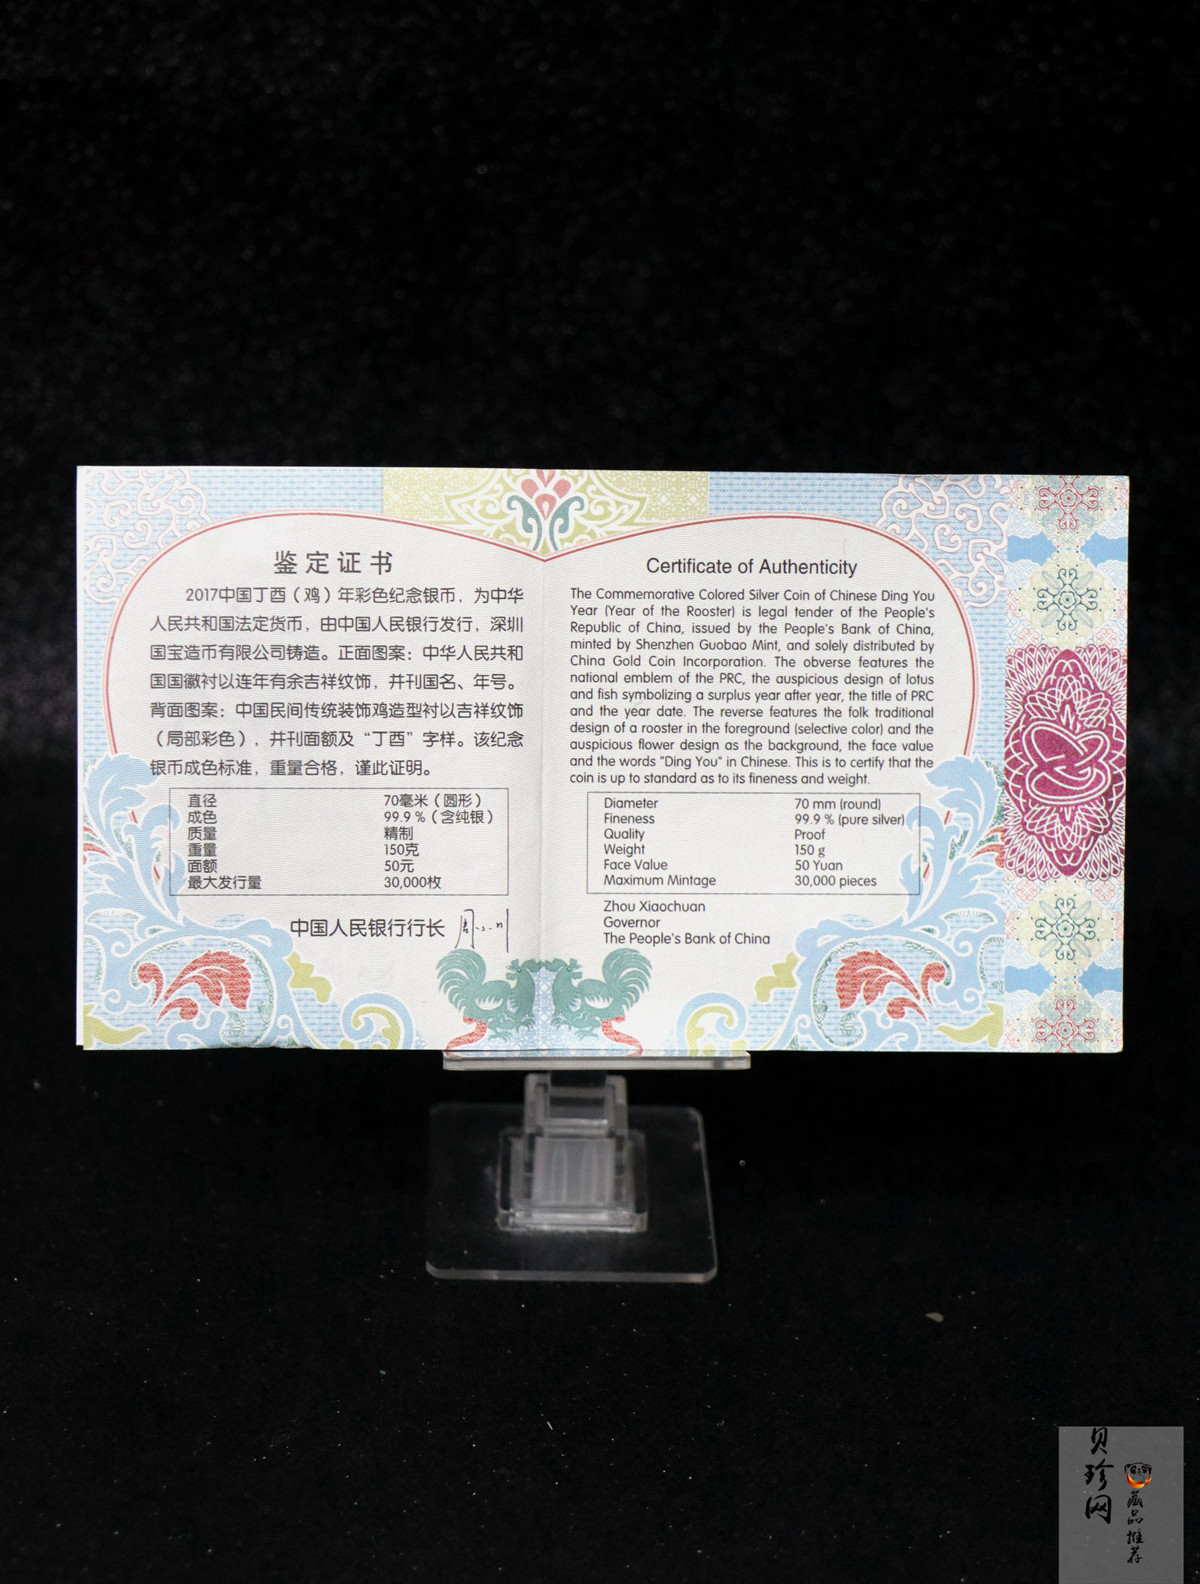 鉴定证书
2017中国丁酉（鸡）年彩色纪念银币，为中华
人民共和国法定货币，由中国人民银行发行，深圳
国宝造币有限公司铸造。正面图案：中华人民共和
国国徽衬以连年有余吉祥纹饰，并刊国名、年号。
背面图案：中国民间传统装饰鸡造型衬以吉祥纹饰
（局部彩色），并刊面额及“丁酉”字样。该纪念
银币成色标准，重量合格，谨此证明。
直径 70毫米（圆形）
成色 99.9％（含纯银）
质量 精制
重量 150克
面额 50元
最大发行量 30,000枚
中国人民银行行长
Certificate of Authenticity
The Commemorative Colored Silver Coin of Chinese Ding You
Year (Year of the Rooster) is legal tender of the People's
Republic of China, issued by the People's Bank of China,
minted by Shenzhen Guobao Mint, and solely distributed by
China Gold Coin Incorporation. The obverse features the
national emblem of the PRC, the auspicious design of lotus
and fish symbolizing a surplus year after year, the title of PRC
and the year date. The reverse features the folk traditional
design of a rooster in the foreground (selective color) and the
auspicious flower design as the background, the face value
and the words "Ding You" in Chinese. This is to certify that the
coin is up to standard as to its fineness and weight.
Diameter 70 mm (round)
Fineness 99.9 % (pure silver)
Quality Proof
Weight 150 g
Face Value 50 Yuan
Maximum Mintage 30,000 pieces
Zhou Xiaochuan
Governor
The People's Bank of China
贝珍网
藏品推荐